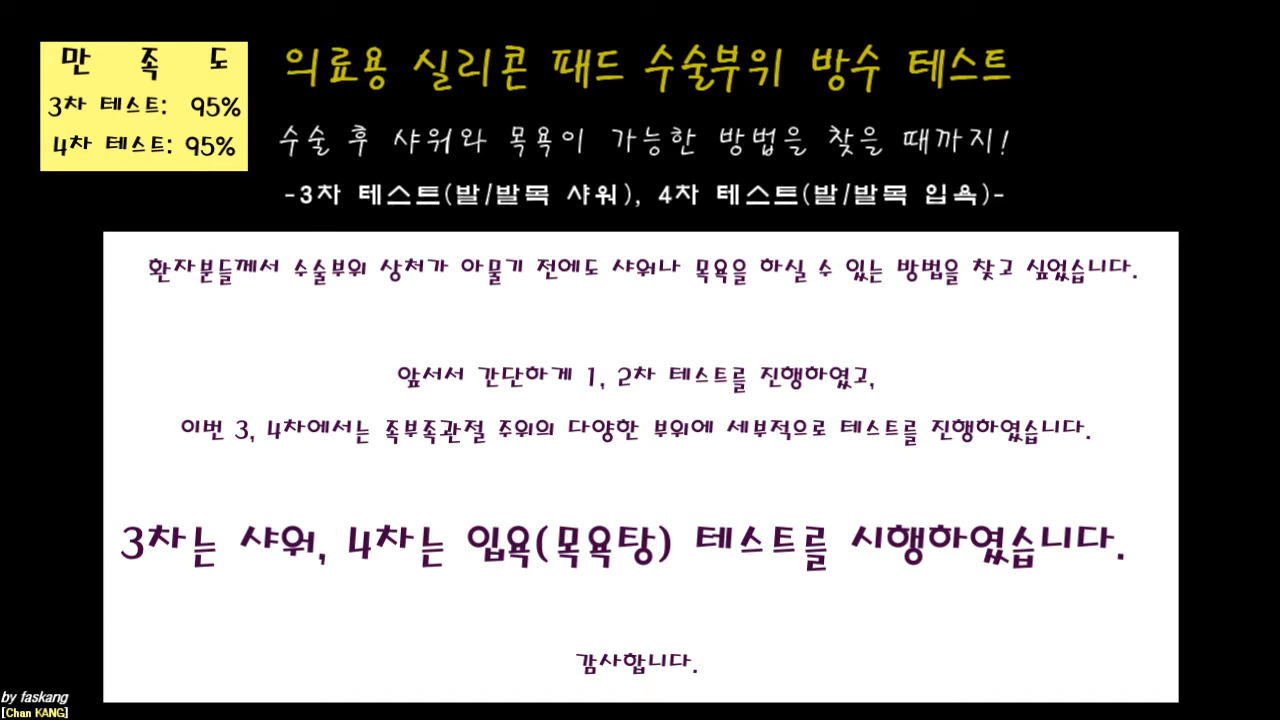 만 족 도
3차 테스트: 95%
4차 테스트: 95%
의료용 실리콘 패드 수술부위 방수 테스트
수술 후 샤워와 목욕이 가능한 방법을 찾을 때까지!
-3차 테스트(발/발목 샤워), 4차 테스트(발/발목 입욕)-
환자분들께서 수술부위 상처가 아물기 전에도 샤워나 목욕을 하실 수 있는 방법을 찾고 싶었습니다.
앞서서 간단하게 1, 2차 테스트를 진행하였고,
이번 3, 4차에서는 족부족관절 주위의 다양한 부위에 세부적으로 테스트를 진행하였습니다.
3차는 샤워, 4차는 입욕(목욕탕) 테스트를 시행하였습니다.
감사합니다.
by faskang
[Chan KANG]